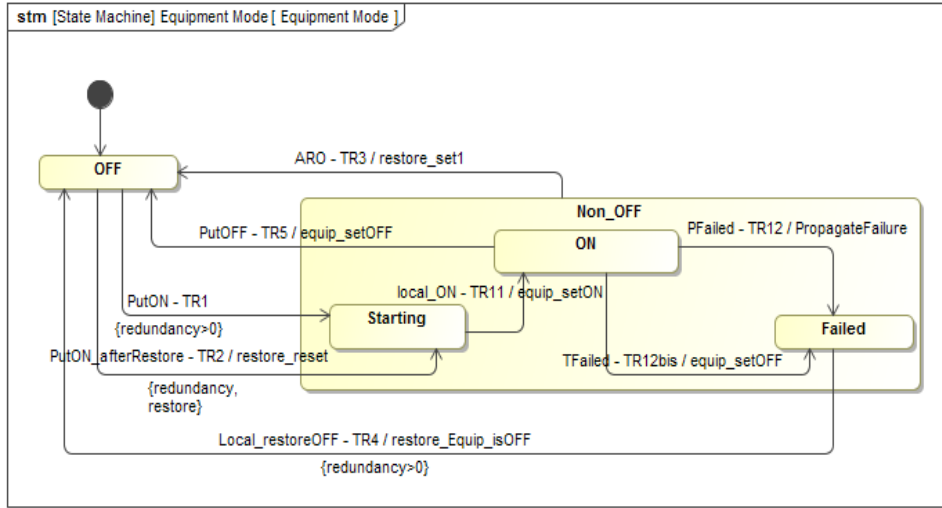 stm [State Machine] Equipment Mode [ Equipment Mode ]
ARO - TR3 / restore_set1
OFF
Non_OFF
PutOFF - TR5 / equip_setOFF
ON
PFailed - TR12 / PropagateFailure
PutON - TR1
{redundancy>0}
local_ON - TR11 / equip_setON
Starting
Failed
PutON_afterRestore - TR2 / restore_reset
TFailed - TR12bis / equip_setOFF
{redundancy,
restore}
Local_restoreOFF - TR4 / restore_Equip_isOFF
{redundancy>0}